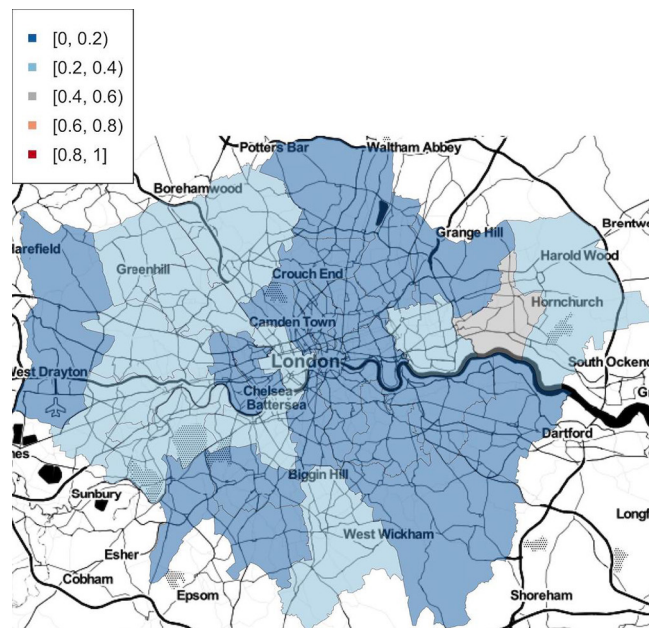 [0, 0.2)
[0.2, 0.4)
[0.4, 0.6)
[0.6, 0.8)
[0.8, 1]
Potters Bar
Waltham Abbey
Borehamwood
Brentw
Grange Hill
arefield
Harold Wood
Greenhill
Crouch End
Hornchurch
Camden Town
London
South Ockend
West Drayton
G
Chelsea
Battersea
Dartford
nes
Biggin Hill
Sunbury
Longf
West Wickham
Esher
Cobham
Epsom
Shoreham